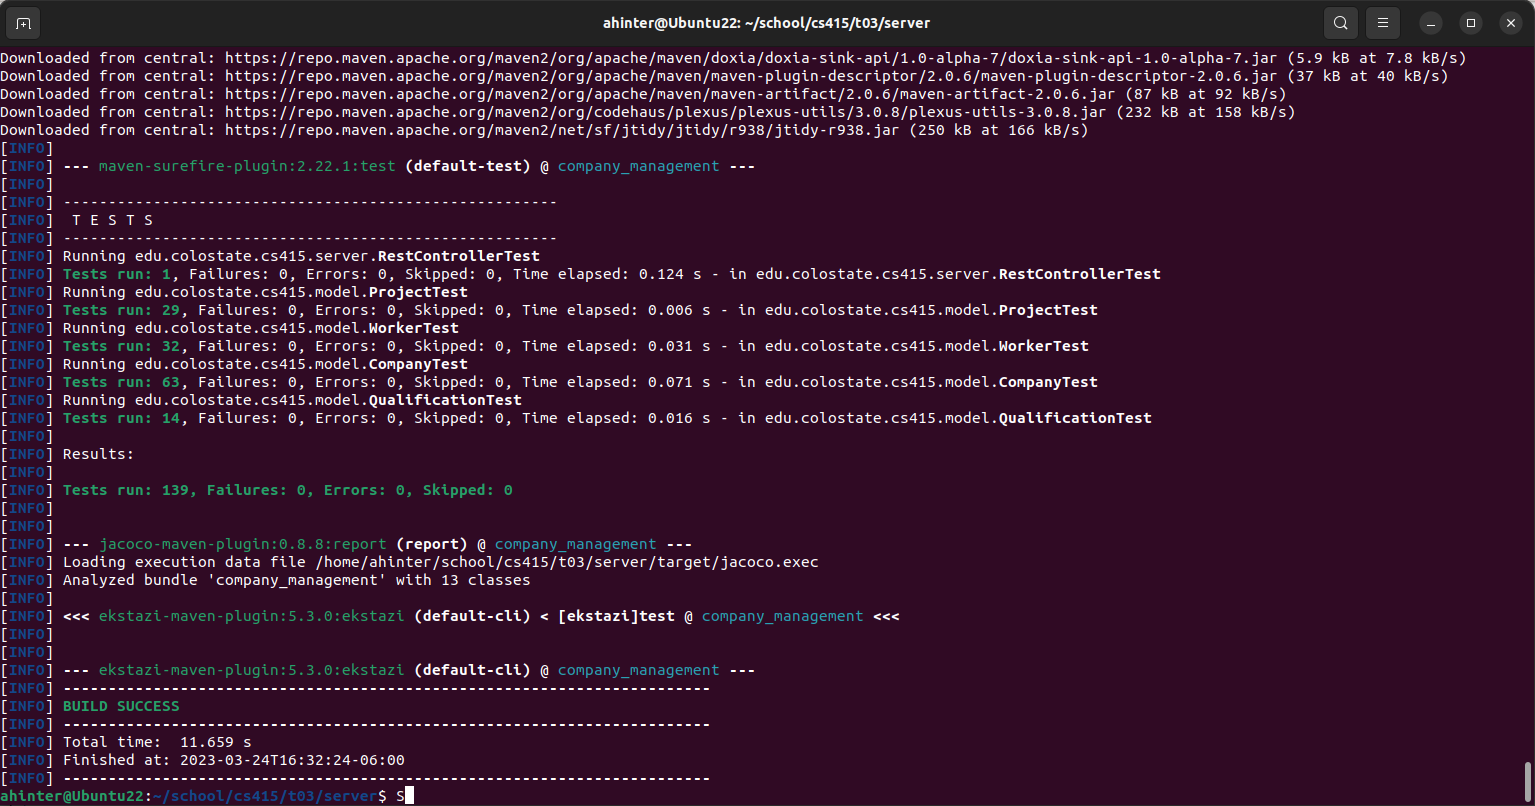 ahinter@Ubuntu22: ~/school/cs415/t03/server
Downloaded from central: https://repo.maven.apache.org/maven2/org/apache/maven/doxia/doxia-sink-api/1.0-alpha-7/doxia-sink-api-1.0-alpha-7.jar (5.9 kB at 7.8 kB/s)
Downloaded from central: https://repo.maven.apache.org/maven2/org/apache/maven/maven-plugin-descriptor/2.0.6/maven-plugin-descriptor-2.0.6.jar (37 kB at 40 kB/s)
Downloaded from central: https://repo.maven.apache.org/maven2/org/apache/maven/maven-artifact/2.0.6/maven-artifact-2.0.6.jar (87 kB at 92 kB/s)
Downloaded from central: https://repo.maven.apache.org/maven2/org/codehaus/plexus/plexus-utils/3.0.8/plexus-utils-3.0.8.jar (232 kB at 158 kB/s)
Downloaded from central: https://repo.maven.apache.org/maven2/net/sf/jtidy/jtidy/r938/jtidy-r938.jar (250 kB at 166 kB/s)
[INFO]
[INFO] --- maven-surefire-plugin:2.22.1:test (default-test) @ company_management ---
[INFO]
[INFO] -------------------------------------------------------
[INFO]  T E S T S
[INFO] -------------------------------------------------------
[INFO] Running edu.colostate.cs415.server.RestControllerTest
[INFO] Tests run: 1, Failures: 0, Errors: 0, Skipped: 0, Time elapsed: 0.124 s - in edu.colostate.cs415.server.RestControllerTest
[INFO] Running edu.colostate.cs415.model.ProjectTest
[INFO] Tests run: 29, Failures: 0, Errors: 0, Skipped: 0, Time elapsed: 0.006 s - in edu.colostate.cs415.model.ProjectTest
[INFO] Running edu.colostate.cs415.model.WorkerTest
[INFO] Tests run: 32, Failures: 0, Errors: 0, Skipped: 0, Time elapsed: 0.031 s - in edu.colostate.cs415.model.WorkerTest
[INFO] Running edu.colostate.cs415.model.CompanyTest
[INFO] Tests run: 63, Failures: 0, Errors: 0, Skipped: 0, Time elapsed: 0.071 s - in edu.colostate.cs415.model.CompanyTest
[INFO] Running edu.colostate.cs415.model.QualificationTest
[INFO] Tests run: 14, Failures: 0, Errors: 0, Skipped: 0, Time elapsed: 0.016 s - in edu.colostate.cs415.model.QualificationTest
[INFO]
[INFO] Results:
[INFO]
[INFO] Tests run: 139, Failures: 0, Errors: 0, Skipped: 0
[INFO]
[INFO]
[INFO] --- jacoco-maven-plugin:0.8.8:report (report) @ company_management ---
[INFO] Loading execution data file /home/ahinter/school/cs415/t03/server/target/jacoco.exec
[INFO] Analyzed bundle 'company_management' with 13 classes
[INFO]
[INFO] <<< ekstazi-maven-plugin:5.3.0:ekstazi (default-cli) < [ekstazi]test @ company_management <<<
[INFO]
[INFO]
[INFO] --- ekstazi-maven-plugin:5.3.0:ekstazi (default-cli) @ company_management ---
[INFO] ------------------------------------------------------------------------
[INFO] BUILD SUCCESS
[INFO] ------------------------------------------------------------------------
[INFO] Total time:  11.659 s
[INFO] Finished at: 2023-03-24T16:32:24-06:00
[INFO] ------------------------------------------------------------------------
ahinter@Ubuntu22:~/school/cs415/t03/server$ S